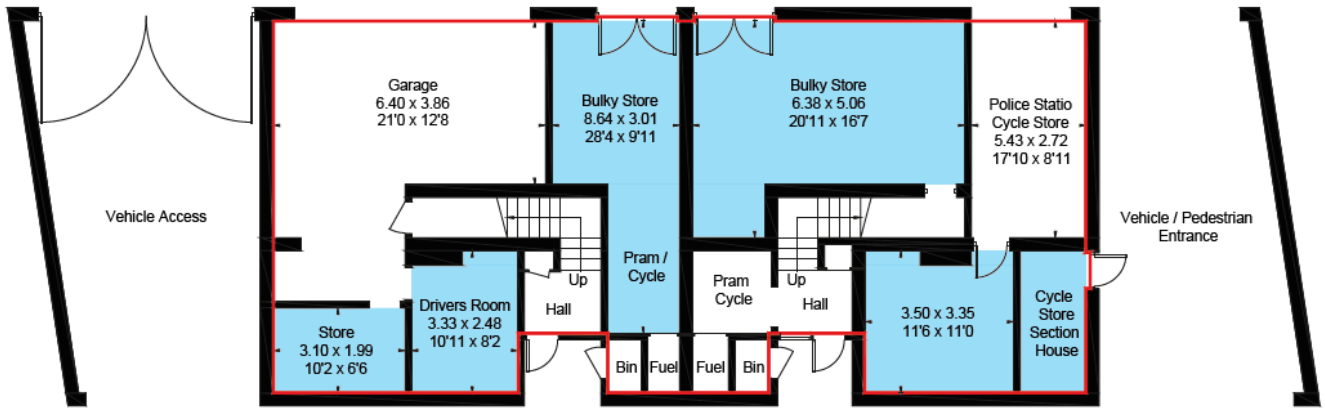 Garage
6.40 x 3.86
21'0 x 12'8
Bulky Store
8.64 x 3.01
28'4 x 9'11
Bulky Store
6.38 x 5.06
20'11 x 16'7
Police Statio
Cycle Store
5.43 x 2.72
17'10 x 8'11
Vehicle Access
Vehicle / Pedestrian
Entrance
Pram /
Cycle
Up
Hall
Pram
Cycle
Up
Hall
Drivers Room
3.33 x 2.48
10'11 x 8'2
Store
3.10 x 1.99
10'2 x 6'6
3.50 x 3.35
11'6 x 11'0
Cycle
Store
Section
House
Bin
Fuel
Fuel
Bin